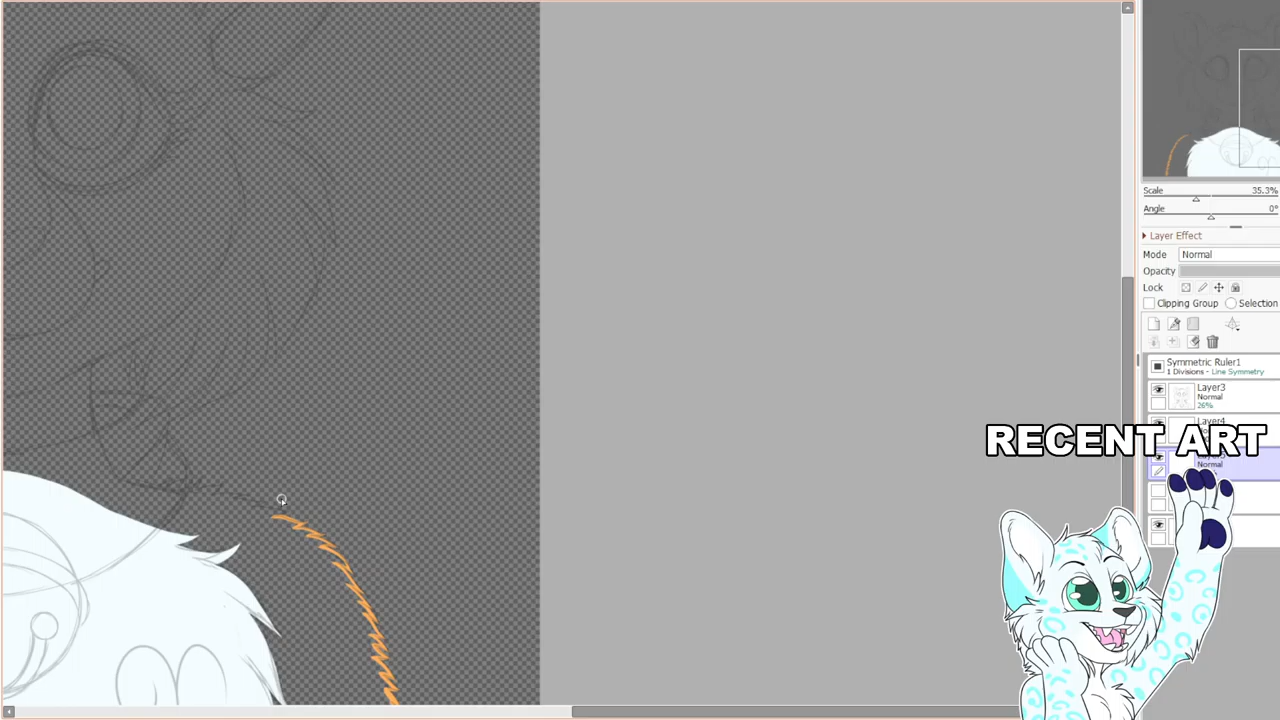 Scale 35.3%
Angle 0°
Layer Effect
Mode Normal
Opacity
Lock
Clipping Group Selection
Symmetric Ruler1
1 Divisions - Line Symmetry
Layer3
Normal
26%
Layer4
RECENT ART
Normal